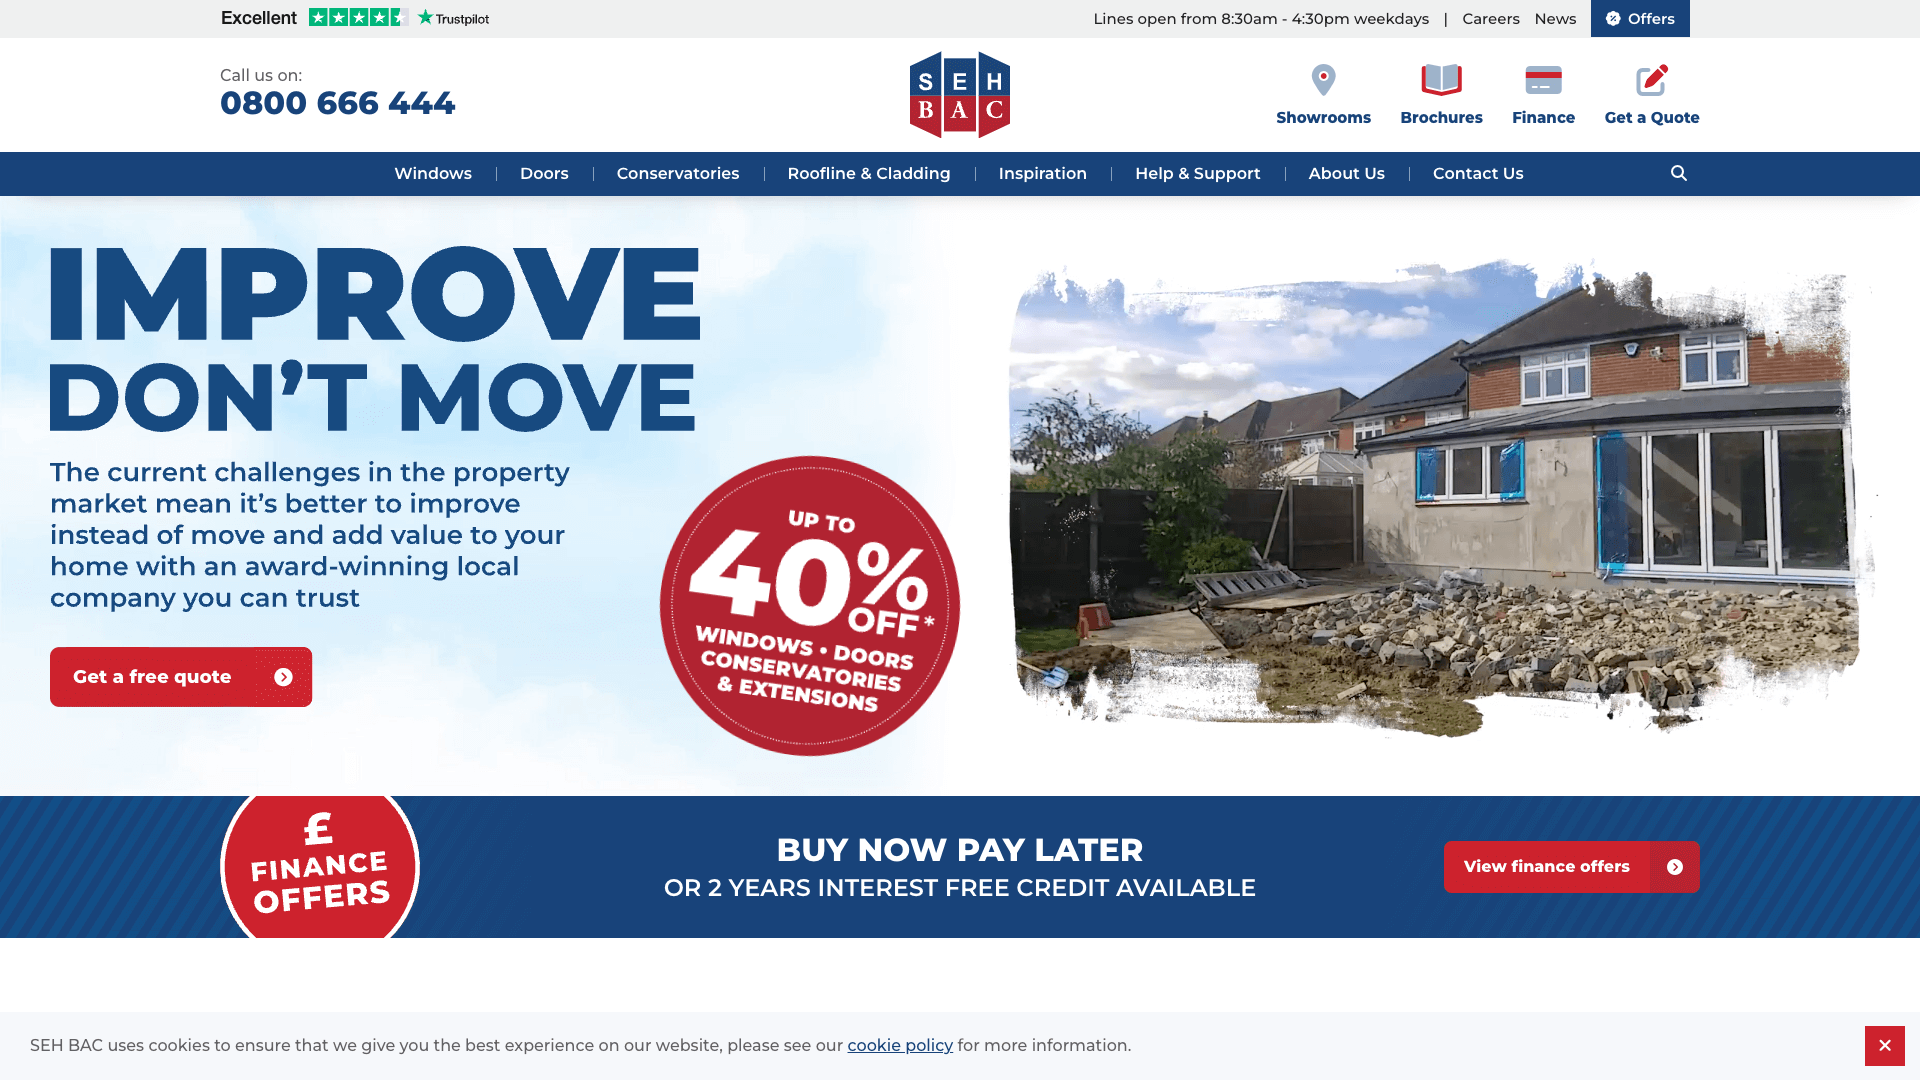 Excellent
Trustpilot
Lines open from 8:30am - 4:30pm weekdays | Careers News Offers
Call us on:
0800 666 444
SEH
BAC
Showrooms Brochures Finance Get a Quote
Windows Doors Conservatories Roofline & Cladding Inspiration Help & Support About Us Contact Us
IMPROVE
DON’T MOVE
The current challenges in the property
market mean it’s better to improve
instead of move and add value to your
home with an award-winning local
company you can trust
Get a free quote
UP TO
40%
OFF*
WINDOWS • DOORS
CONSERVATORIES
& EXTENSIONS
£
FINANCE
OFFERS
BUY NOW PAY LATER
OR 2 YEARS INTEREST FREE CREDIT AVAILABLE
View finance offers
SEH BAC uses cookies to ensure that we give you the best experience on our website, please see our cookie policy for more information.